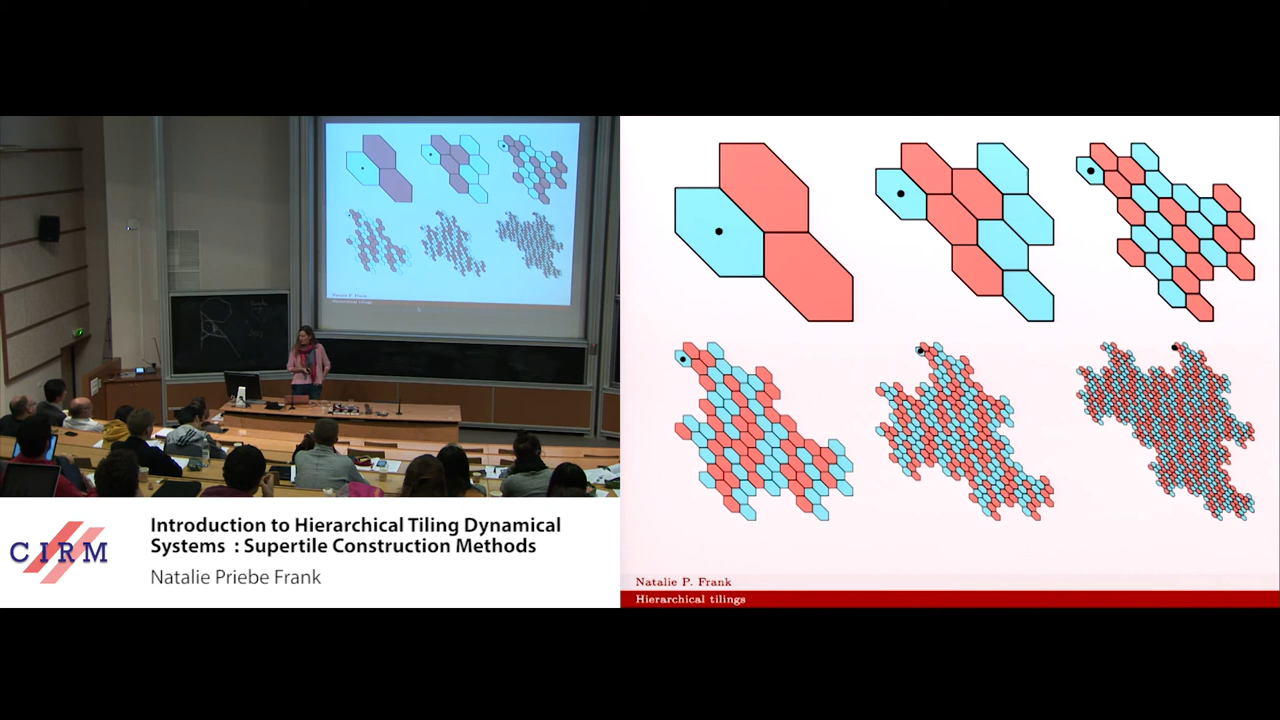 CIRM
Introduction to Hierarchical Tiling Dynamical
Systems : Supertile Construction Methods
Natalie Priebe Frank
Natalie P. Frank
Hierarchical tilings